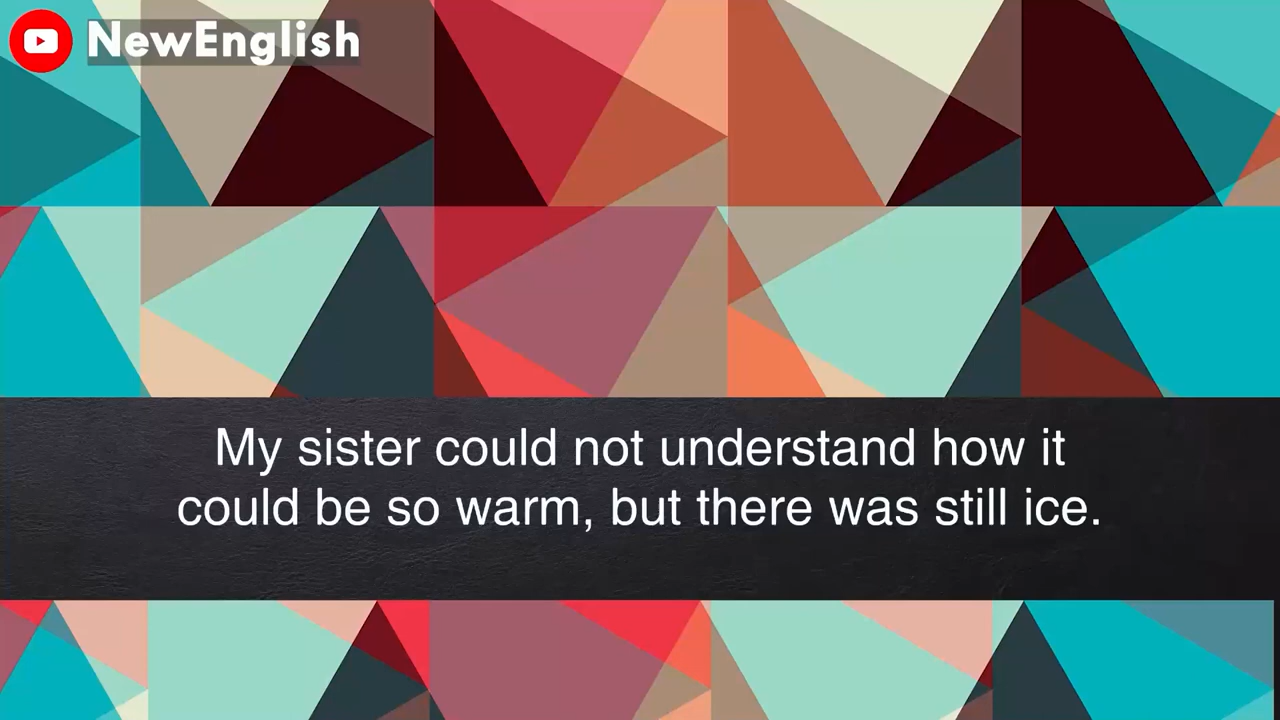 NewEnglish
My sister could not understand how it
could be so warm, but there was still ice.